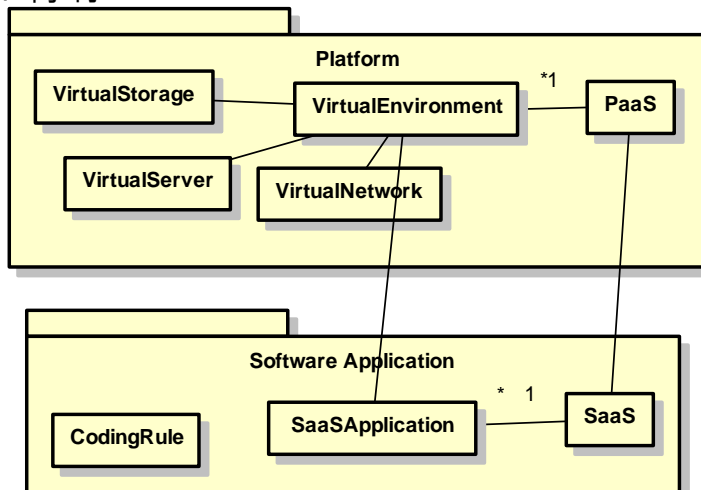 Platform
VirtualStorage
VirtualEnvironment
*1
PaaS
VirtualServer
VirtualNetwork
Software Application
* 1
CodingRule
SaaSApplication
SaaS